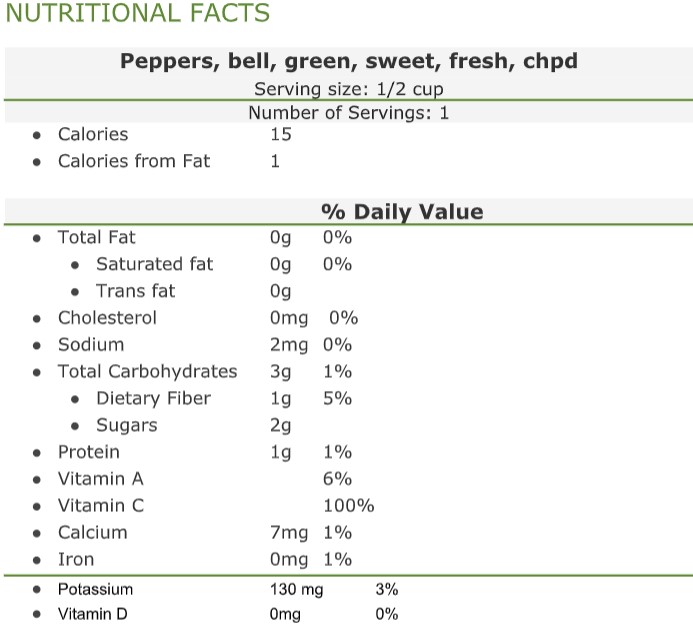 NUTRITIONAL FACTS
Peppers, bell, green, sweet, fresh, chpd
Serving size: 1/2 cup
Number of Servings: 1
• Calories 15
• Calories from Fat 1
% Daily Value
• Total Fat 0g 0%
• Saturated fat 0g 0%
• Trans fat 0g
• Cholesterol 0mg 0%
• Sodium 2mg 0%
• Total Carbohydrates 3g 1%
• Dietary Fiber 1g 5%
• Sugars 2g
• Protein 1g 1%
• Vitamin A 6%
• Vitamin C 100%
• Calcium 7mg 1%
• Iron 0mg 1%
• Potassium 130 mg 3%
• Vitamin D 0mg 0%